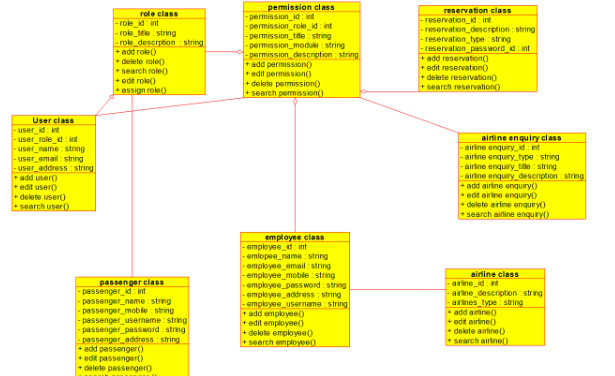 role class
- role_id : int
- role_title : string
- role_descrption : string
+ add role()
+ delete role()
+ search role()
+ edit role()
+ assign role()
permission class
- permission_id : int
- permission_role_id : int
- permission_title : string
- permission_module : string
- permission_description : string
+ add permission()
+ edit permission()
+ delete permission()
+ search permission()
reservation class
- reservation_id : int
- reservation_description : string
- reservation_type : string
- reservation_password_id : int
+ add reservation()
+ edit reservation()
+ delete reservation()
+ search reservation()
User class
- user_id : int
- user_role_id : int
- user_name : string
- user_email : string
- user_address : string
+ add user()
+ edit user()
+ delete user()
+ search user()
airline enquiry class
- airline enquiry_id : int
- airline enquiry_type : string
- airline enquiry_title : string
- airline enquiry_description : string
+ add airline enquiry()
+ edit airline enquiry()
+ delete airline enquiry()
+ search airline enquiry()
employee class
- employee_id : int
- emlopee_name : string
- employee_email : string
- employee_mobile : string
- employee_password : string
- employee_address : string
- employee_username : string
+ add employee()
+ edit employee()
+ delete employee()
+ search employee()
airline class
- airline_id : int
- airline_description : string
- airlines_type : string
+ add airline()
+ edit airline()
+ delete airline()
+ search airline()
passenger class
- passenger_id : int
- passenger_name : string
- passenger_mobile : string
- passenger_username : string
- passenger_password : string
- passenger_address : string
+ add passenger()
+ edit passenger()
+ delete passenger()